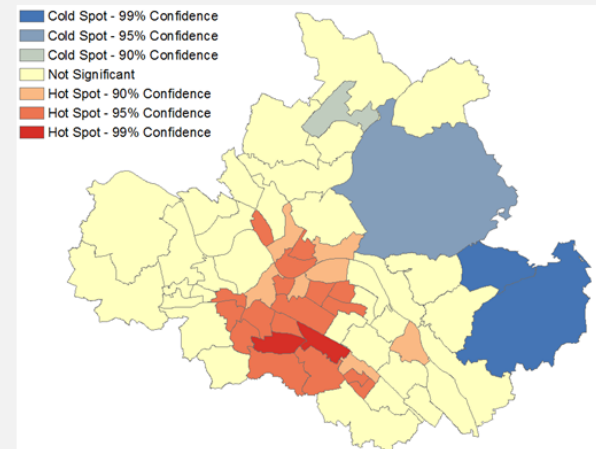 Cold Spot - 99% Confidence
Cold Spot - 95% Confidence
Cold Spot - 90% Confidence
Not Significant
Hot Spot - 90% Confidence
Hot Spot - 95% Confidence
Hot Spot - 99% Confidence